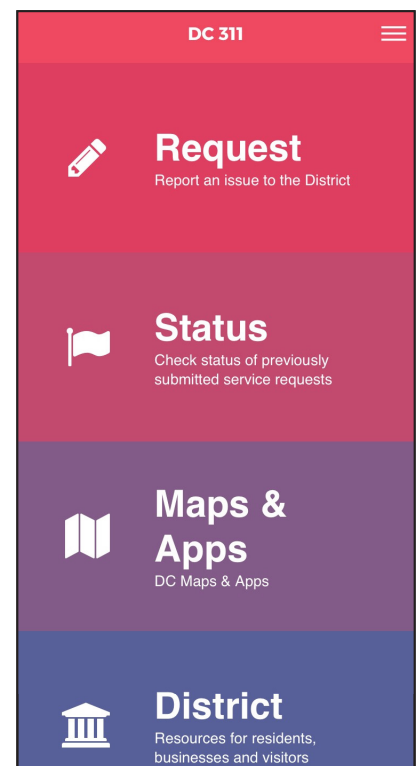 DC 311
Request
Report an issue to the District
Status
Check status of previously
submitted service requests
Maps &
Apps
DC Maps & Apps
District
Resources for residents,
businesses and visitors